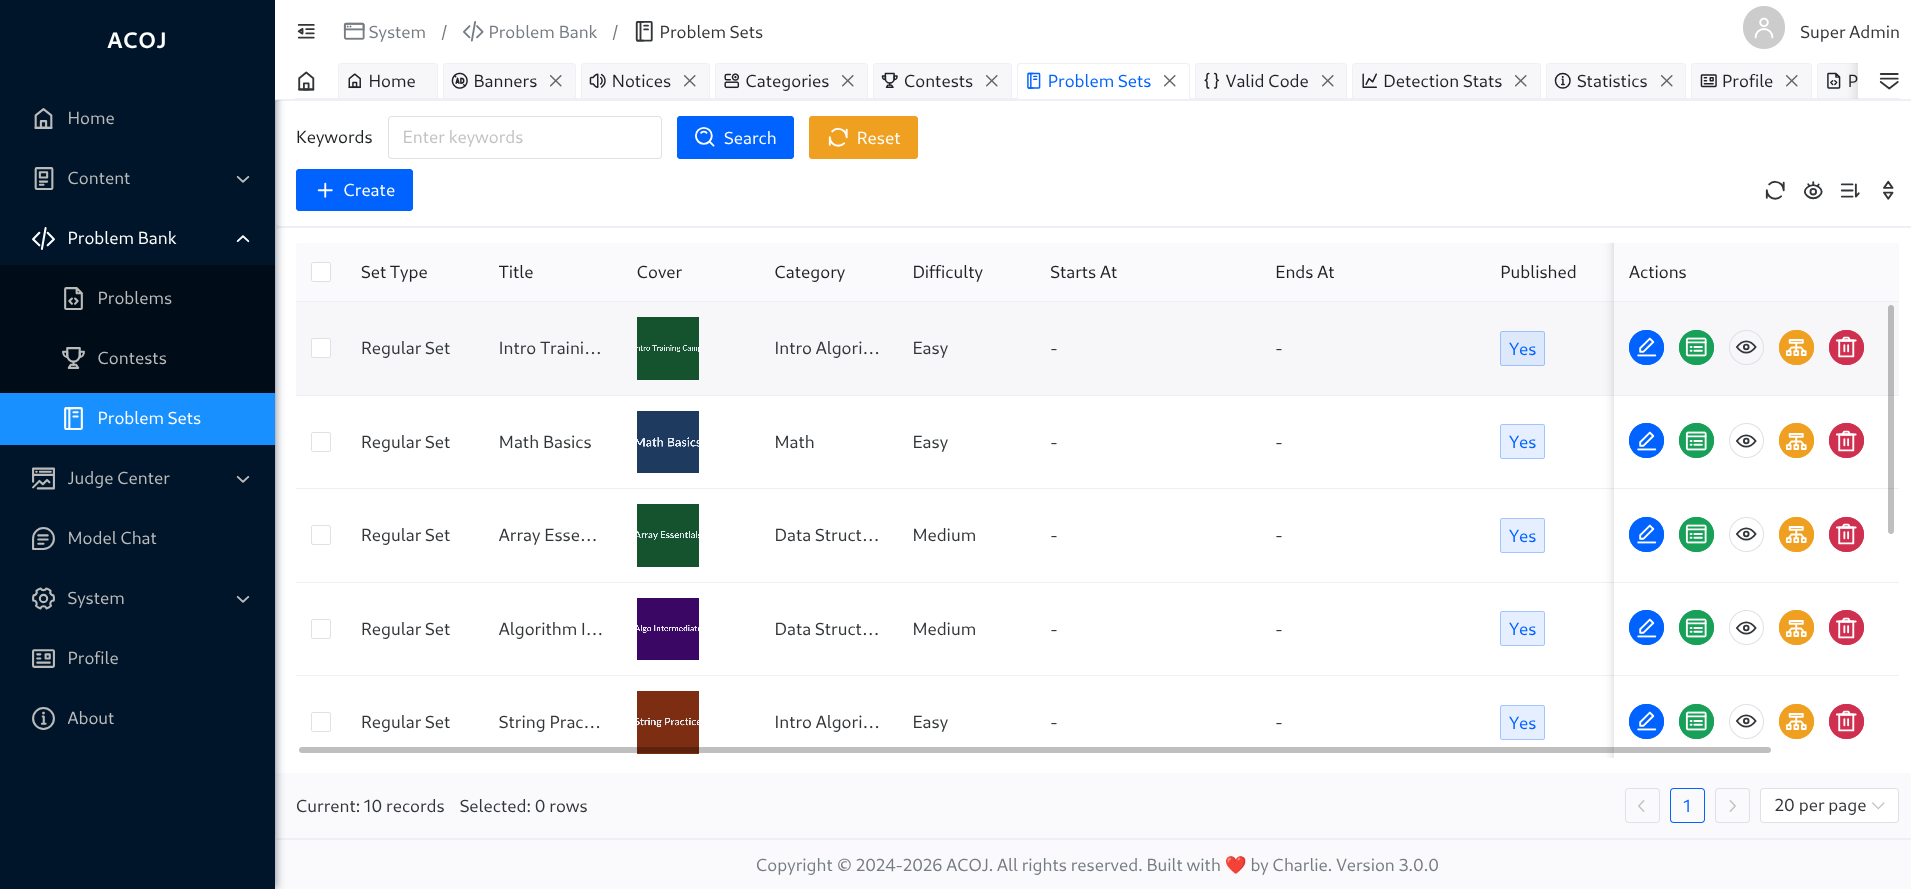 ACOJ
Home
Content
Problem Bank
Problems
Contests
Problem Sets
Judge Center
Model Chat
System
Profile
About
System / Problem Bank / Problem Sets
Super Admin
Home Banners Notices Categories Contests Problem Sets Valid Code Detection Stats Statistics Profile P
Keywords Enter keywords Search Reset
Create
Set Type Title Cover Category Difficulty Starts At Ends At Published Actions
Regular Set Intro Traini... ntro Training Camp Intro Algori... Easy - - Yes
Regular Set Math Basics Math Basics Math Easy - - Yes
Regular Set Array Esse... Array Essentials Data Struct... Medium - - Yes
Regular Set Algorithm I... Algo Intermediate Data Struct... Medium - - Yes
Regular Set String Prac... String Practice Intro Algori... Easy - - Yes
Current: 10 records Selected: 0 rows
1
20 per page
Copyright © 2024-2026 ACOJ. All rights reserved. Built with ❤️ by Charlie. Version 3.0.0